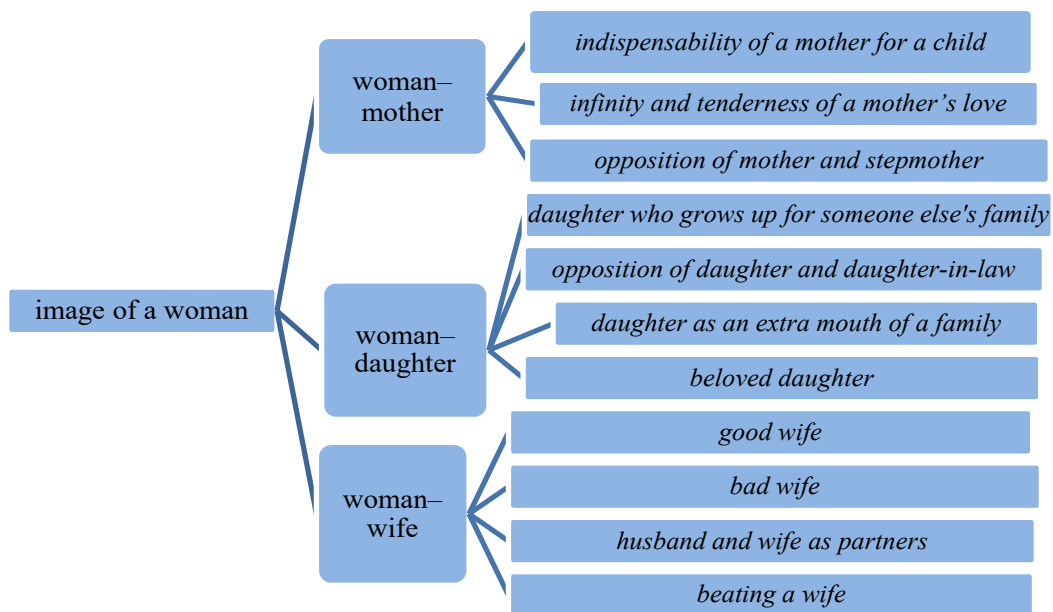 image of a woman
woman–
mother
indispensability of a mother for a child
infinity and tenderness of a mother’s love
opposition of mother and stepmother
woman–
daughter
daughter who grows up for someone else's family
opposition of daughter and daughter-in-law
daughter as an extra mouth of a family
beloved daughter
woman–
wife
good wife
bad wife
husband and wife as partners
beating a wife